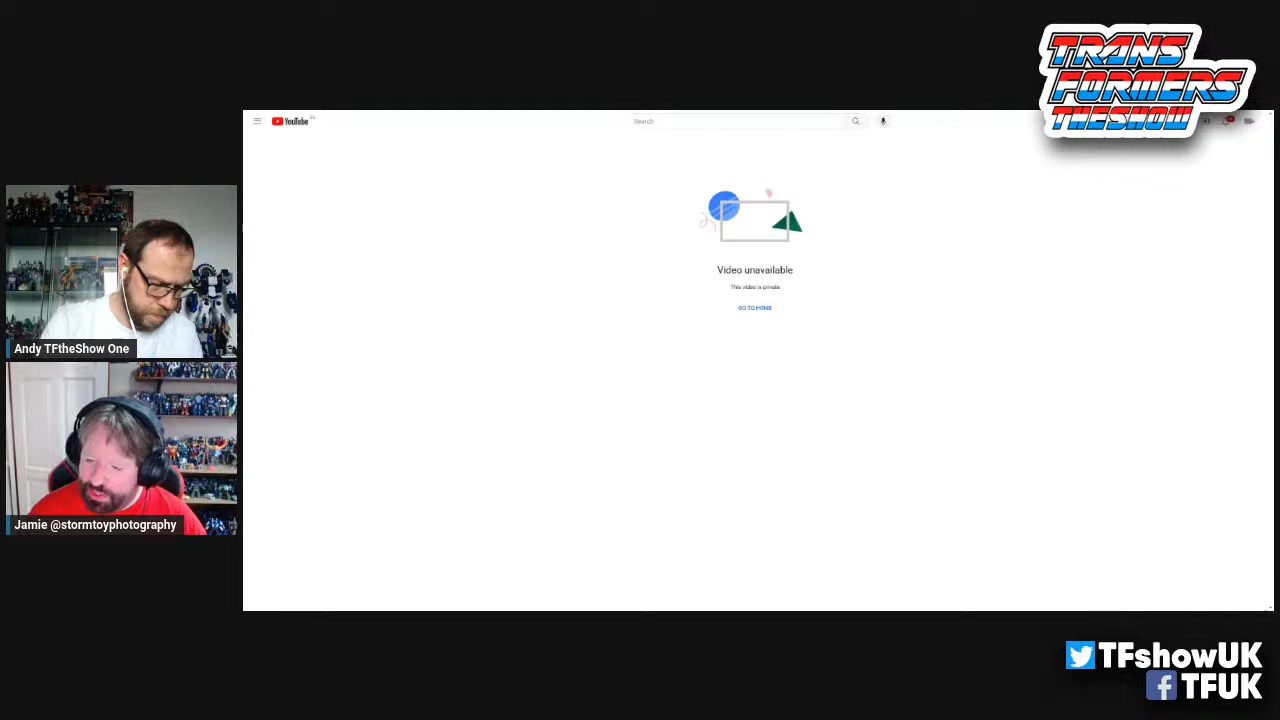 TRANS
FORMERS
THE SHOW
YouTube
Search
Video unavailable
This video is private
GO TO HOME
Andy TFtheShow One
Jamie @stormtoyphotography
TFshowUK
TFUK